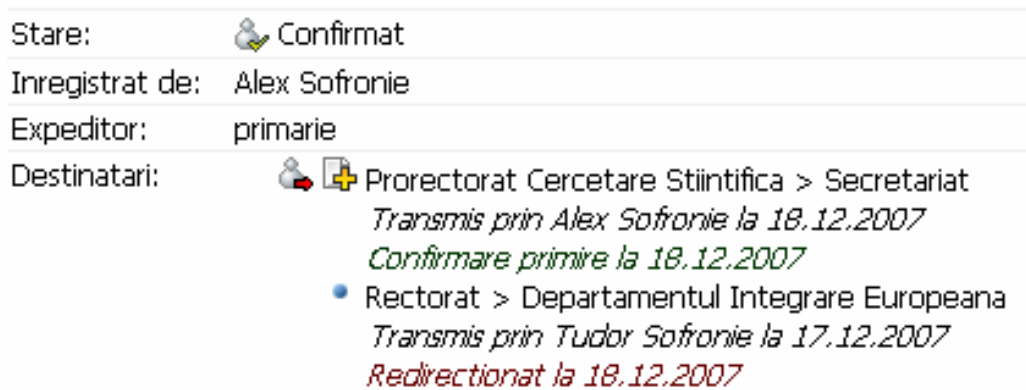 Stare: Confirmat
Inregistrat de: Alex Sofronie
Expeditor: primarie
Destinatari: Prorectorat Cercetare Stiintifica > Secretariat
Transmis prin Alex Sofronie la 18.12.2007
Confirmare primire la 18.12.2007
Rectorat > Departamentul Integrare Europeana
Transmis prin Tudor Sofronie la 17.12.2007
Redirectionat la 18.12.2007